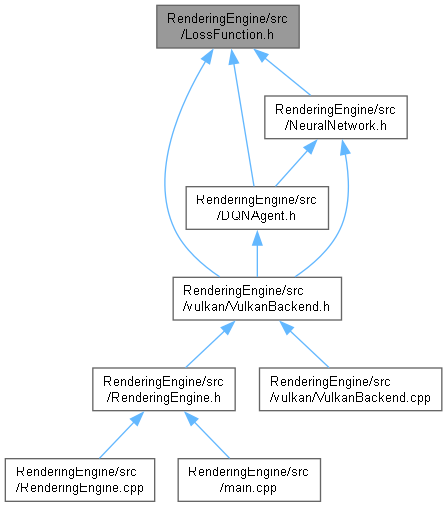 RenderingEngine/src
/LossFunction.h
RenderingEngine/src
/NeuralNetwork.h
RenderingEngine/src
/DQNAgent.h
RenderingEngine/src
/vulkan/VulkanBackend.h
RenderingEngine/src
/RenderingEngine.h
RenderingEngine/src
/vulkan/VulkanBackend.cpp
RenderingEngine/src
/RenderingEngine.cpp
RenderingEngine/src
/main.cpp